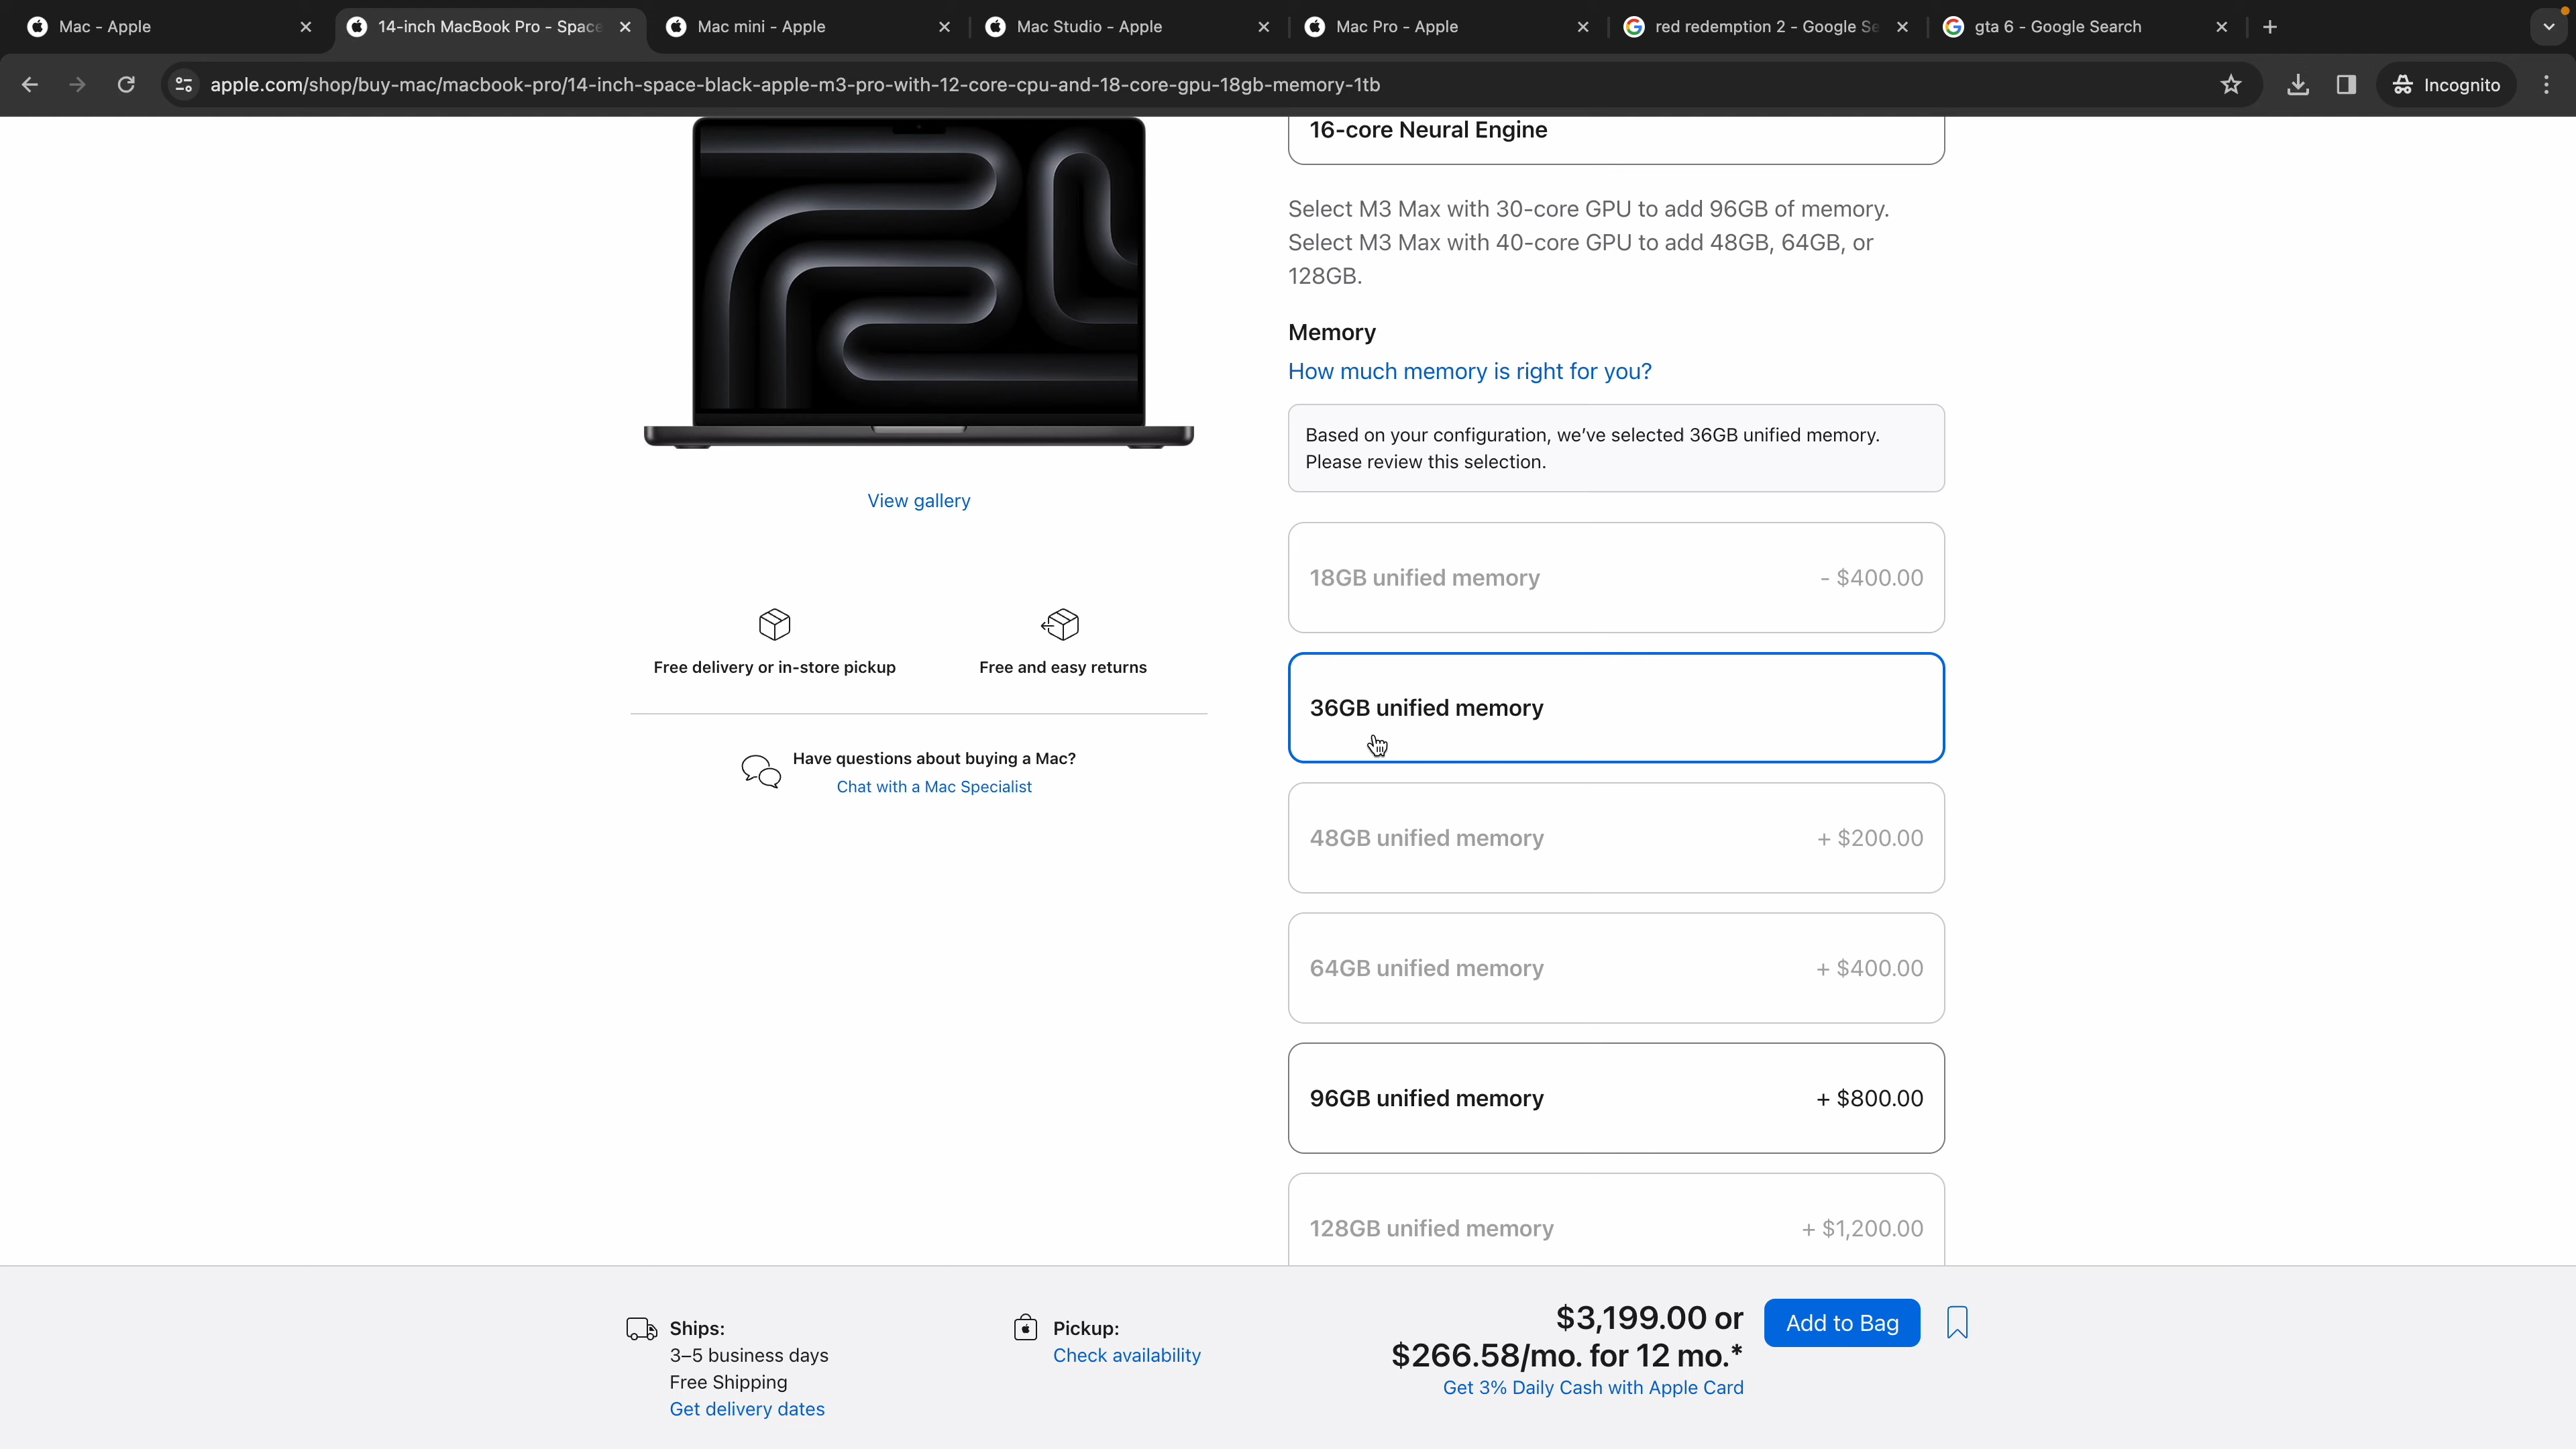 Mac - Apple
14-inch MacBook Pro - Space
Mac mini - Apple
Mac Studio - Apple
Mac Pro - Apple
red redemption 2 - Google Se
gta 6 - Google Search
apple.com/shop/buy-mac/macbook-pro/14-inch-space-black-apple-m3-pro-with-12-core-cpu-and-18-core-gpu-18gb-memory-1tb
Incognito
16-core Neural Engine
Select M3 Max with 30-core GPU to add 96GB of memory.
Select M3 Max with 40-core GPU to add 48GB, 64GB, or
128GB.
Memory
How much memory is right for you?
Based on your configuration, we've selected 36GB unified memory.
Please review this selection.
18GB unified memory - $400.00
36GB unified memory
48GB unified memory + $200.00
64GB unified memory + $400.00
96GB unified memory + $800.00
128GB unified memory + $1,200.00
View gallery
Free delivery or in-store pickup
Free and easy returns
Have questions about buying a Mac?
Chat with a Mac Specialist
Ships:
3–5 business days
Free Shipping
Get delivery dates
Pickup:
Check availability
$3,199.00 or
$266.58/mo. for 12 mo.*
Get 3% Daily Cash with Apple Card
Add to Bag